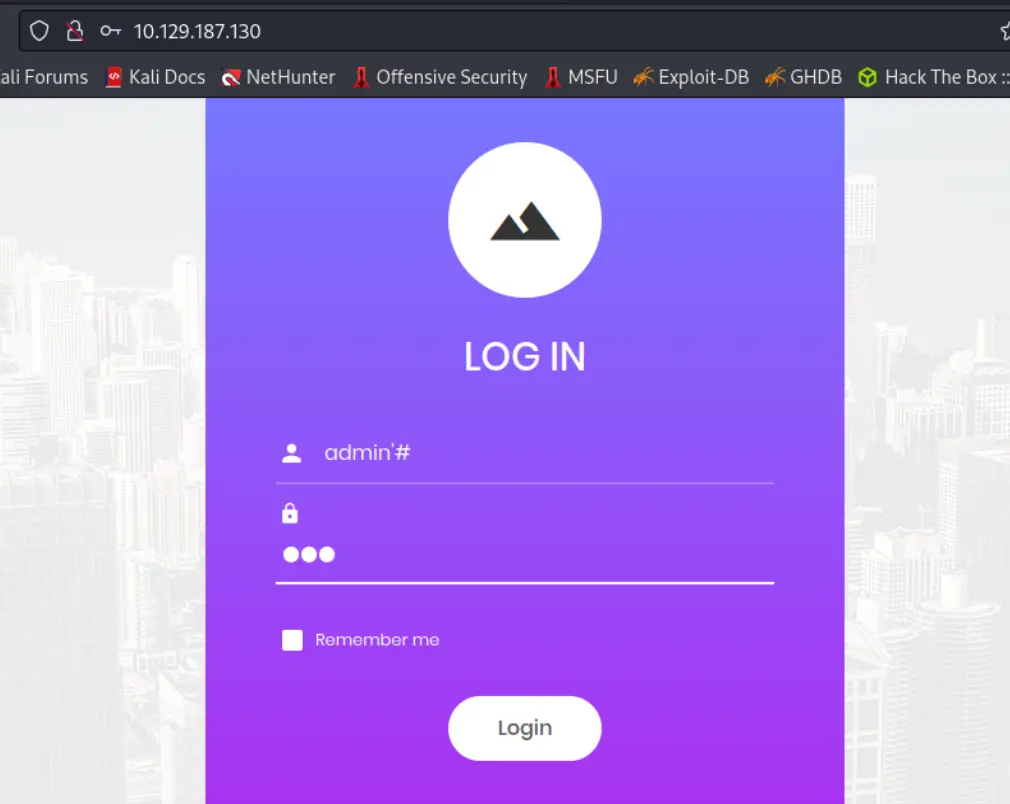 10.129.187.130
ali Forums Kali Docs NetHunter Offensive Security MSFU Exploit-DB GHDB Hack The Box ::
LOG IN
admin'#
Remember me
Login